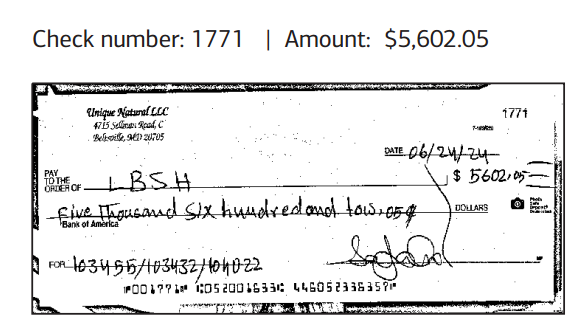 Check number: 1771 | Amount: $5,602.05
Unique Natural LLC
4715 Sellman Road, C
Beltsville, MD 20705
1771
DATE 06/24/24
PAY TO THE ORDER OF LBSH $ 5602.05
Five Thousand Six hundred and tow, 05¢ DOLLARS
Bank of America
FOR 103455/103432/104022
⑈001771⑈ ⑆052001633⑆ 446052336357⑈